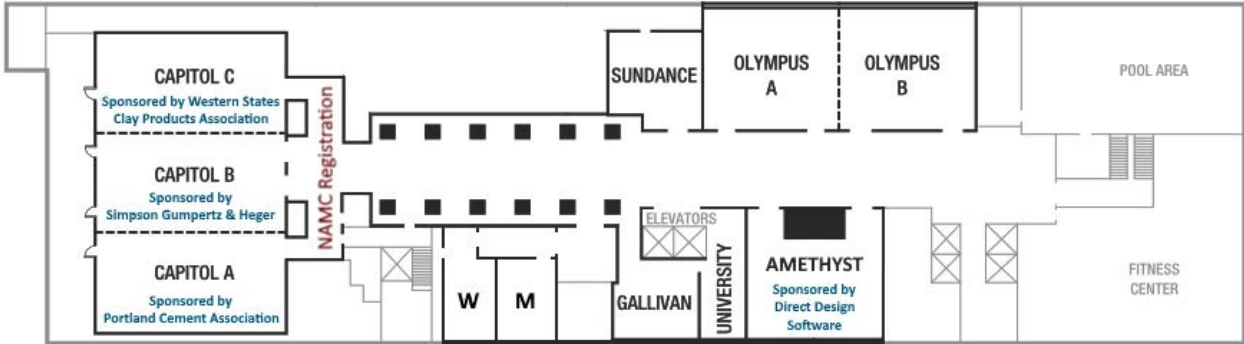 CAPITOL C
Sponsored by Western States
Clay Products Association
CAPITOL B
Sponsored by
Simpson Gumpertz & Heger
CAPITOL A
Sponsored by
Portland Cement Association
NAMC Registration
SUNDANCE
OLYMPUS
A
OLYMPUS
B
POOL AREA
ELEVATORS
W
M
GALLIVAN
UNIVERSITY
AMETHYST
Sponsored by
Direct Design
Software
FITNESS
CENTER